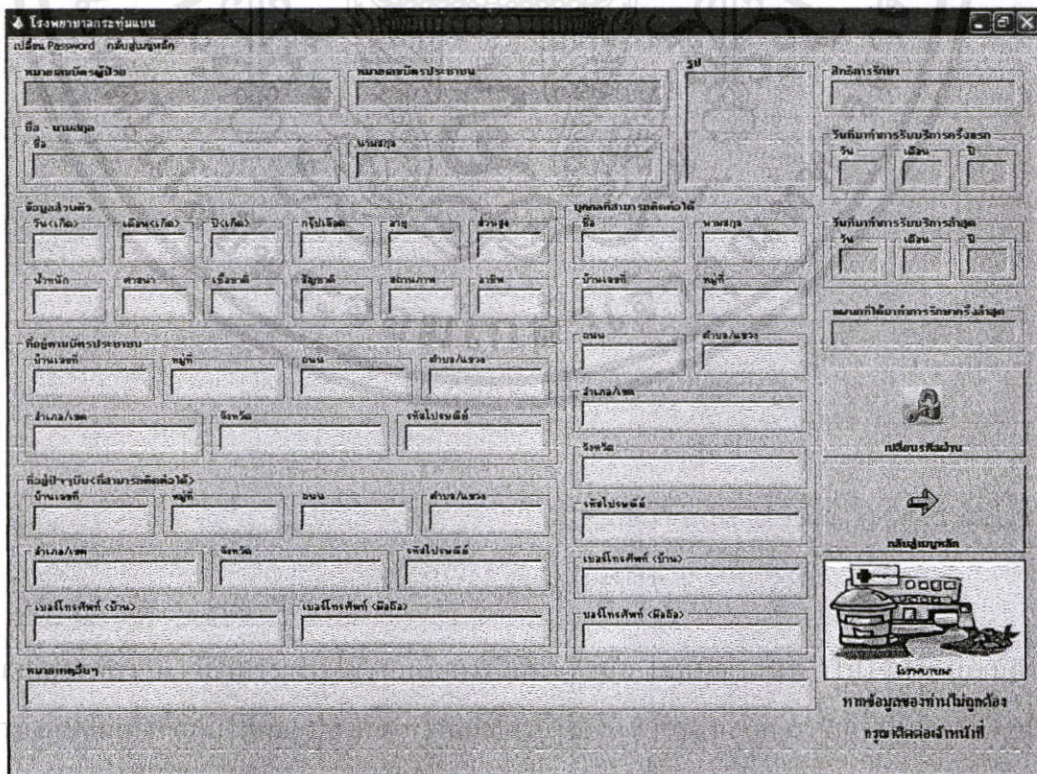 โรงพยาบาลกระทุ่มแบน
เปลี่ยน Password กลับสู่เมนูหลัก
หมายเลขบัตรผู้ป่วย หมายเลขบัตรประชาชน รูป สิทธิการรักษา
ชื่อ - นามสกุล
ชื่อ นามสกุล
วันที่มาทำการรับบริการครั้งแรก
วัน เดือน ปี
ข้อมูลส่วนตัว
วัน<เกิด> เดือน<เกิด> ปี<เกิด> กรุ๊ปเลือด อายุ ส่วนสูง
น้ำหนัก ศาสนา เชื้อชาติ สัญชาติ สถานภาพ อาชีพ
บุคคลที่สามารถติดต่อได้
ชื่อ นามสกุล
บ้านเลขที่ หมู่ที่
ถนน ตำบล/แขวง
อำเภอ/เขต
จังหวัด
รหัสไปรษณีย์
เบอร์โทรศัพท์ <บ้าน>
บอร์โทรศัพท์ <มือถือ>
วันที่มาทำการรับบริการล่าสุด
วัน เดือน ปี
แผนกที่ได้มาทำการรักษาครั้งล่าสุด
ที่อยู่ตามบัตรประชาชน
บ้านเลขที่ หมู่ที่ ถนน ตำบล/แขวง
อำเภอ/เขต จังหวัด รหัสไปรษณีย์
ที่อยู่ปัจจุบัน<ที่สามารถติดต่อได้>
บ้านเลขที่ หมู่ที่ ถนน ตำบล/แขวง
อำเภอ/เขต จังหวัด รหัสไปรษณีย์
เบอร์โทรศัพท์ <บ้าน> เบอร์โทรศัพท์ <มือถือ>
หมายเหตุอื่นๆ
เปลี่ยนรหัสผ่าน
กลับสู่เมนูหลัก
โรงพยาบาล
หากข้อมูลของท่านไม่ถูกต้อง
กรุณาติดต่อเจ้าหน้าที่